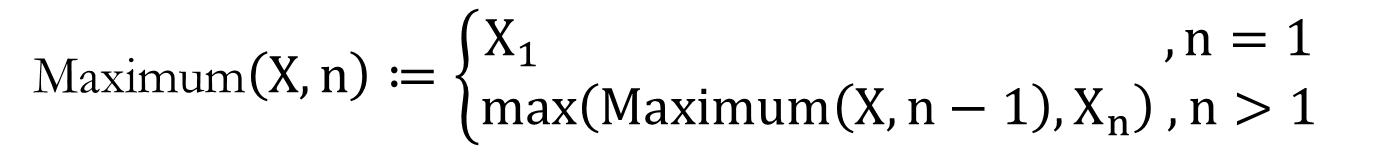 Maximum(X, n) ≔ { X₁ , n = 1
max(Maximum(X, n − 1), Xₙ) , n > 1